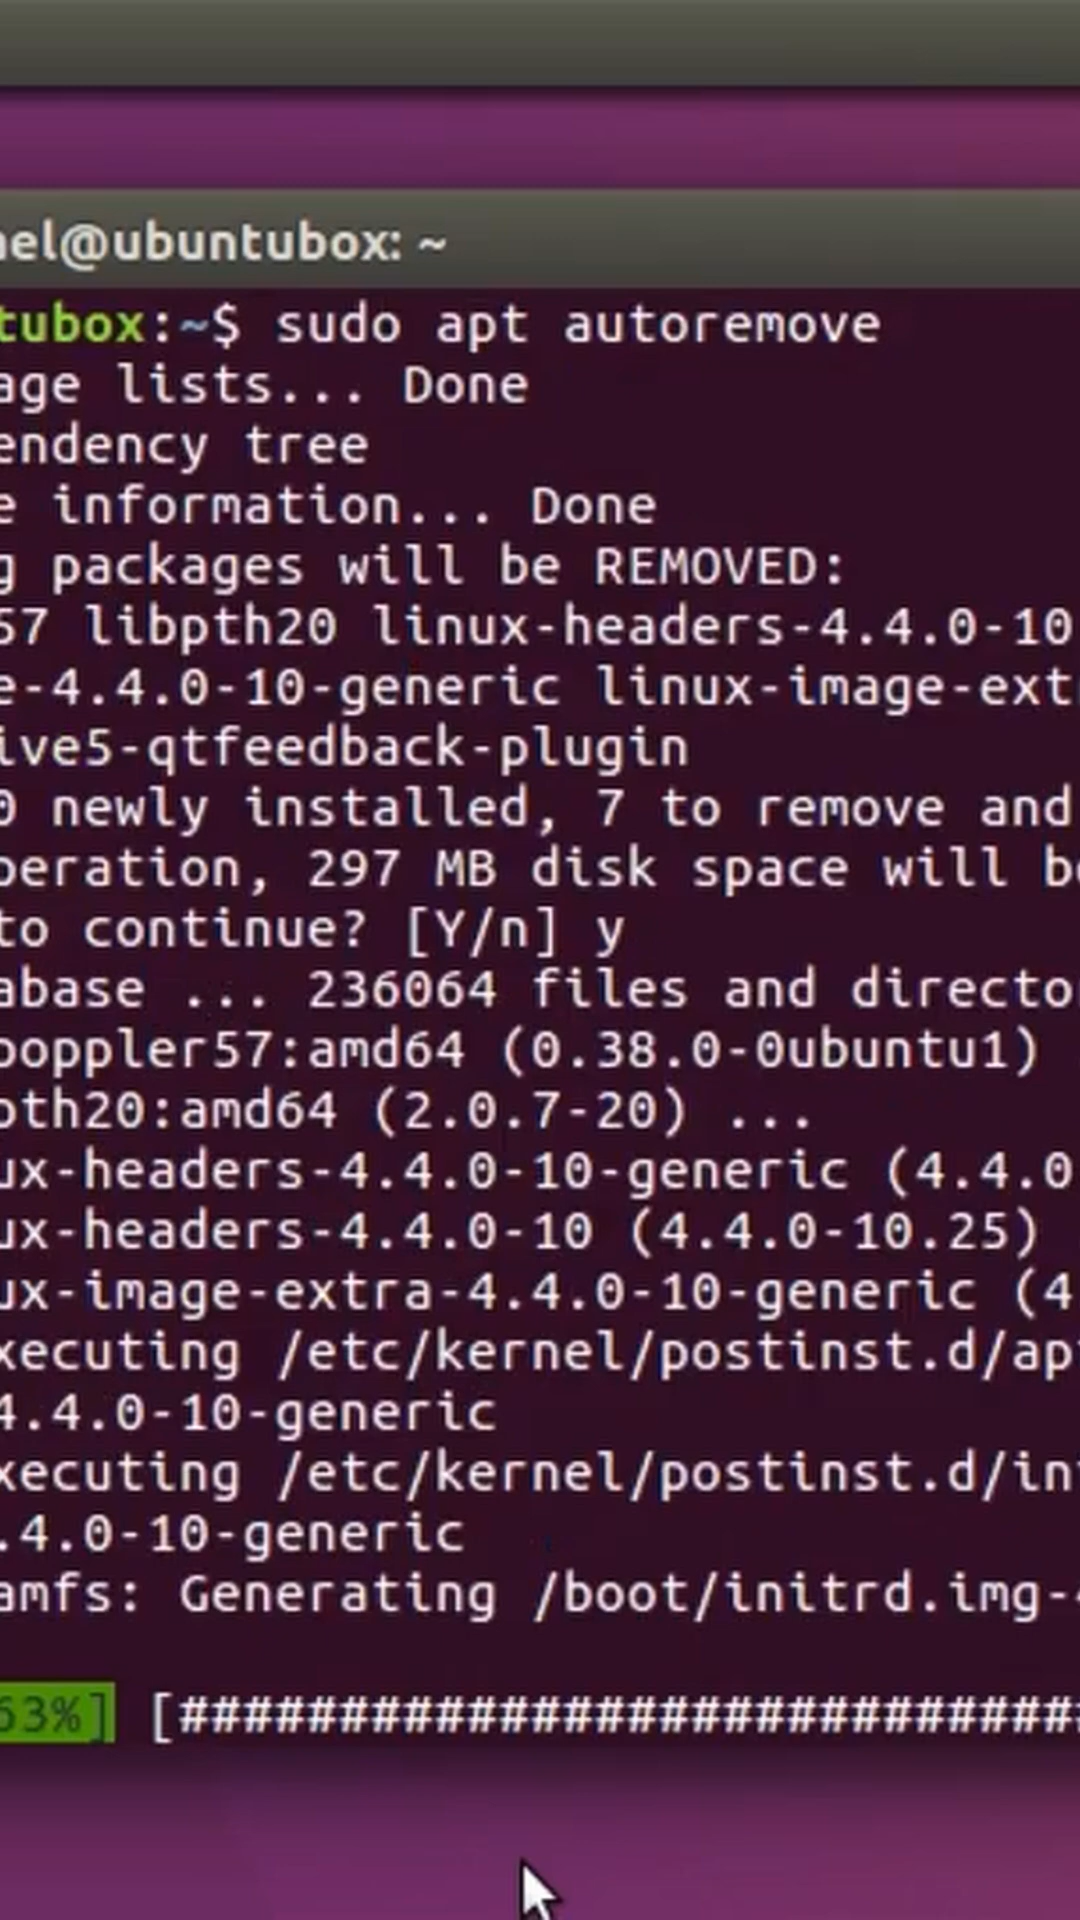 ael@ubuntubox: ~
tubox:~$ sudo apt autoremove
age lists... Done
endency tree
e information... Done
g packages will be REMOVED:
57 libpth20 linux-headers-4.4.0-10
e-4.4.0-10-generic linux-image-ext
ive5-qtfeedback-plugin
0 newly installed, 7 to remove and
peration, 297 MB disk space will be
to continue? [Y/n] y
abase ... 236064 files and directo
poppler57:amd64 (0.38.0-0ubuntu1)
pth20:amd64 (2.0.7-20) ...
ux-headers-4.4.0-10-generic (4.4.0
ux-headers-4.4.0-10 (4.4.0-10.25)
ux-image-extra-4.4.0-10-generic (4
xecuting /etc/kernel/postinst.d/ap
4.4.0-10-generic
xecuting /etc/kernel/postinst.d/in
.4.0-10-generic
amfs: Generating /boot/initrd.img-
63%] [#############################